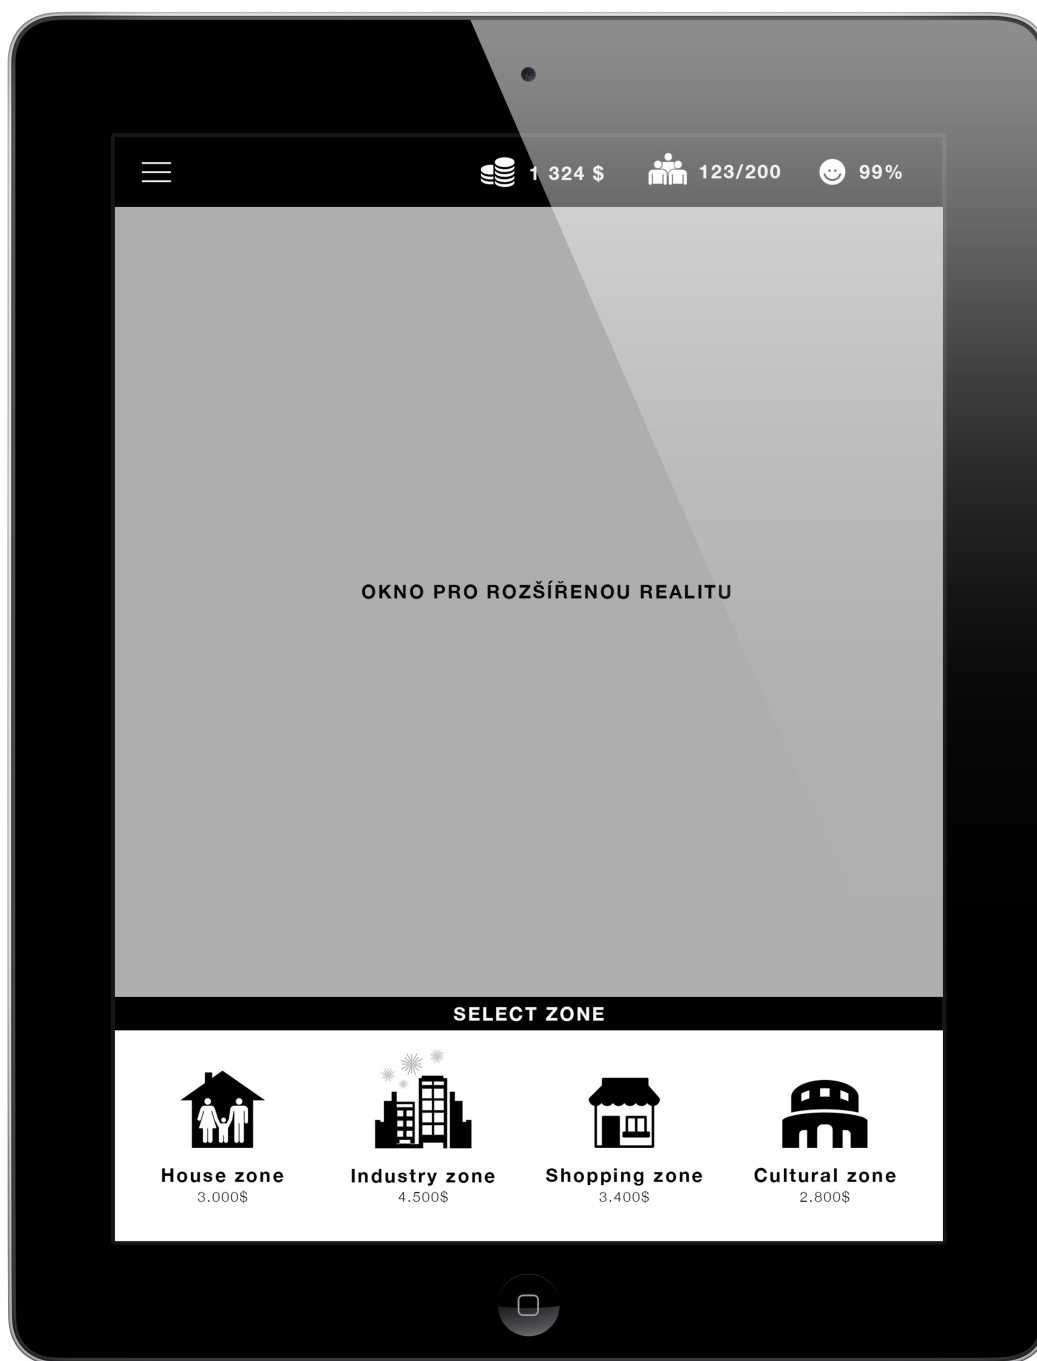 1 324 $ 123/200 99%
OKNO PRO ROZŠÍŘENOU REALITU
SELECT ZONE
House zone Industry zone Shopping zone Cultural zone
3.000$ 4.500$ 3.400$ 2.800$